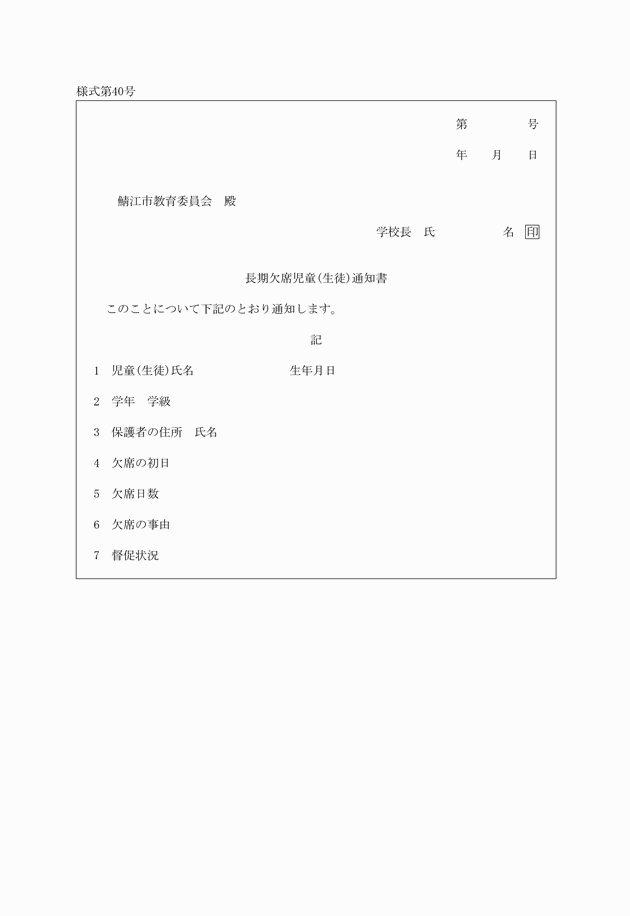 様式第40号
第　　　　　号
年　　月　　日
鯖江市教育委員会　殿
学校長　氏　　　　　　名　印
長期欠席児童(生徒)通知書
このことについて下記のとおり通知します。
記
1　児童(生徒)氏名　　　　　　　　生年月日
2　学年　学級
3　保護者の住所　氏名
4　欠席の初日
5　欠席日数
6　欠席の事由
7　督促状況